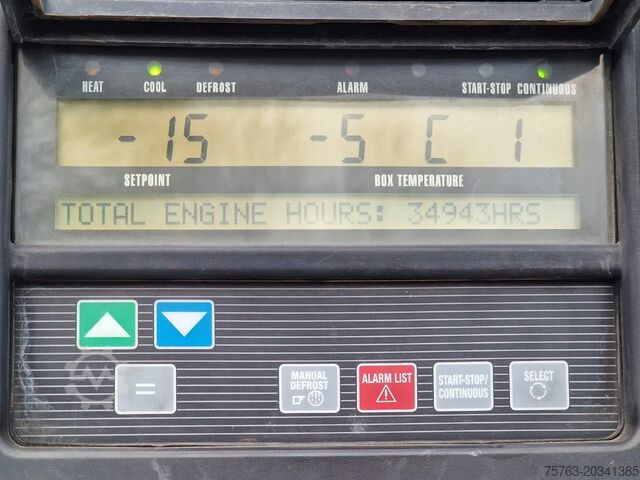 HEAT COOL DEFROST ALARM START-STOP CONTINUOUS
-15 -5 C 1
SETPOINT BOX TEMPERATURE
TOTAL ENGINE HOURS: 34943HRS
= MANUAL DEFROST ALARM LIST START-STOP/ CONTINUOUS SELECT
75763-20341385